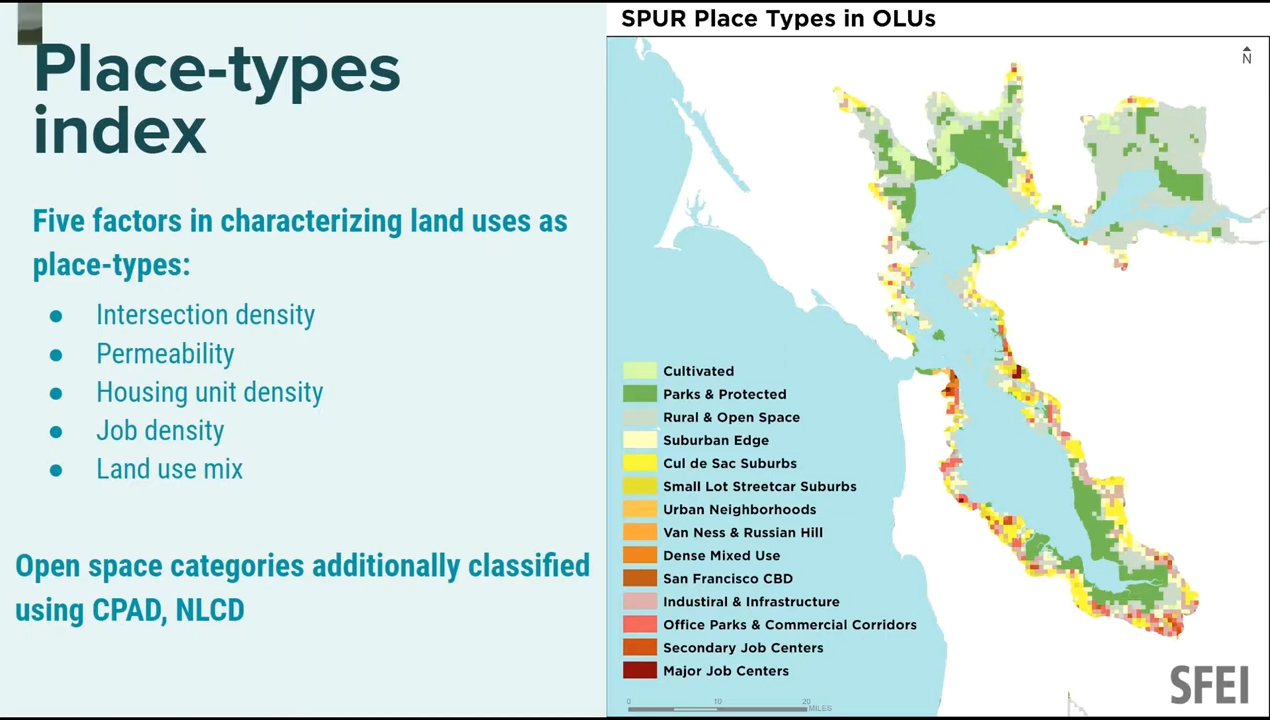 Place-types
index
Five factors in characterizing land uses as
place-types:
● Intersection density
● Permeability
● Housing unit density
● Job density
● Land use mix
Open space categories additionally classified
using CPAD, NLCD
SPUR Place Types in OLUs
N
Cultivated
Parks & Protected
Rural & Open Space
Suburban Edge
Cul de Sac Suburbs
Small Lot Streetcar Suburbs
Urban Neighborhoods
Van Ness & Russian Hill
Dense Mixed Use
San Francisco CBD
Industiral & Infrastructure
Office Parks & Commercial Corridors
Secondary Job Centers
Major Job Centers
0 10 20 MILES
SFEI